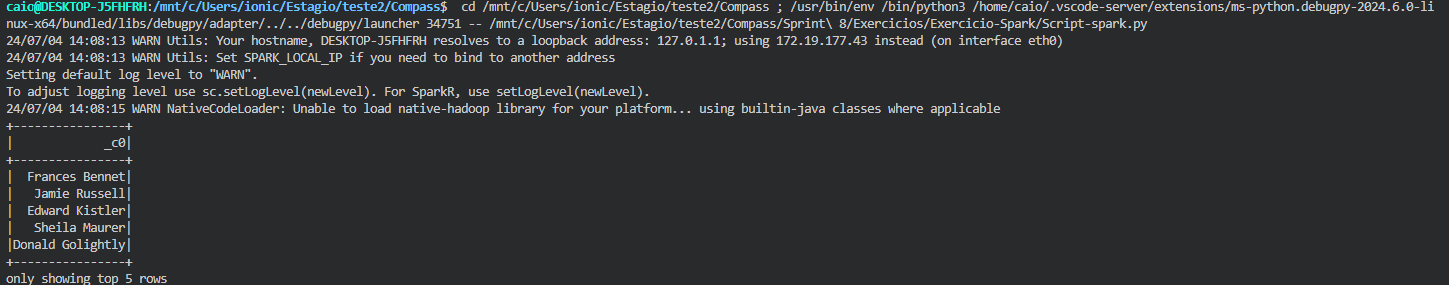 caio@DESKTOP-J5FHFRH:/mnt/c/Users/ionic/Estagio/teste2/Compass$  cd /mnt/c/Users/ionic/Estagio/teste2/Compass ; /usr/bin/env /bin/python3 /home/caio/.vscode-server/extensions/ms-python.debugpy-2024.6.0-li
nux-x64/bundled/libs/debugpy/adapter/../../debugpy/launcher 34751 -- /mnt/c/Users/ionic/Estagio/teste2/Compass/Sprint\ 8/Exercicios/Exercicio-Spark/Script-spark.py
24/07/04 14:08:13 WARN Utils: Your hostname, DESKTOP-J5FHFRH resolves to a loopback address: 127.0.1.1; using 172.19.177.43 instead (on interface eth0)
24/07/04 14:08:13 WARN Utils: Set SPARK_LOCAL_IP if you need to bind to another address
Setting default log level to "WARN".
To adjust logging level use sc.setLogLevel(newLevel). For SparkR, use setLogLevel(newLevel).
24/07/04 14:08:15 WARN NativeCodeLoader: Unable to load native-hadoop library for your platform... using builtin-java classes where applicable
+----------------+
|             _c0|
+----------------+
|  Frances Bennet|
|   Jamie Russell|
|  Edward Kistler|
|   Sheila Maurer|
|Donald Golightly|
+----------------+
only showing top 5 rows